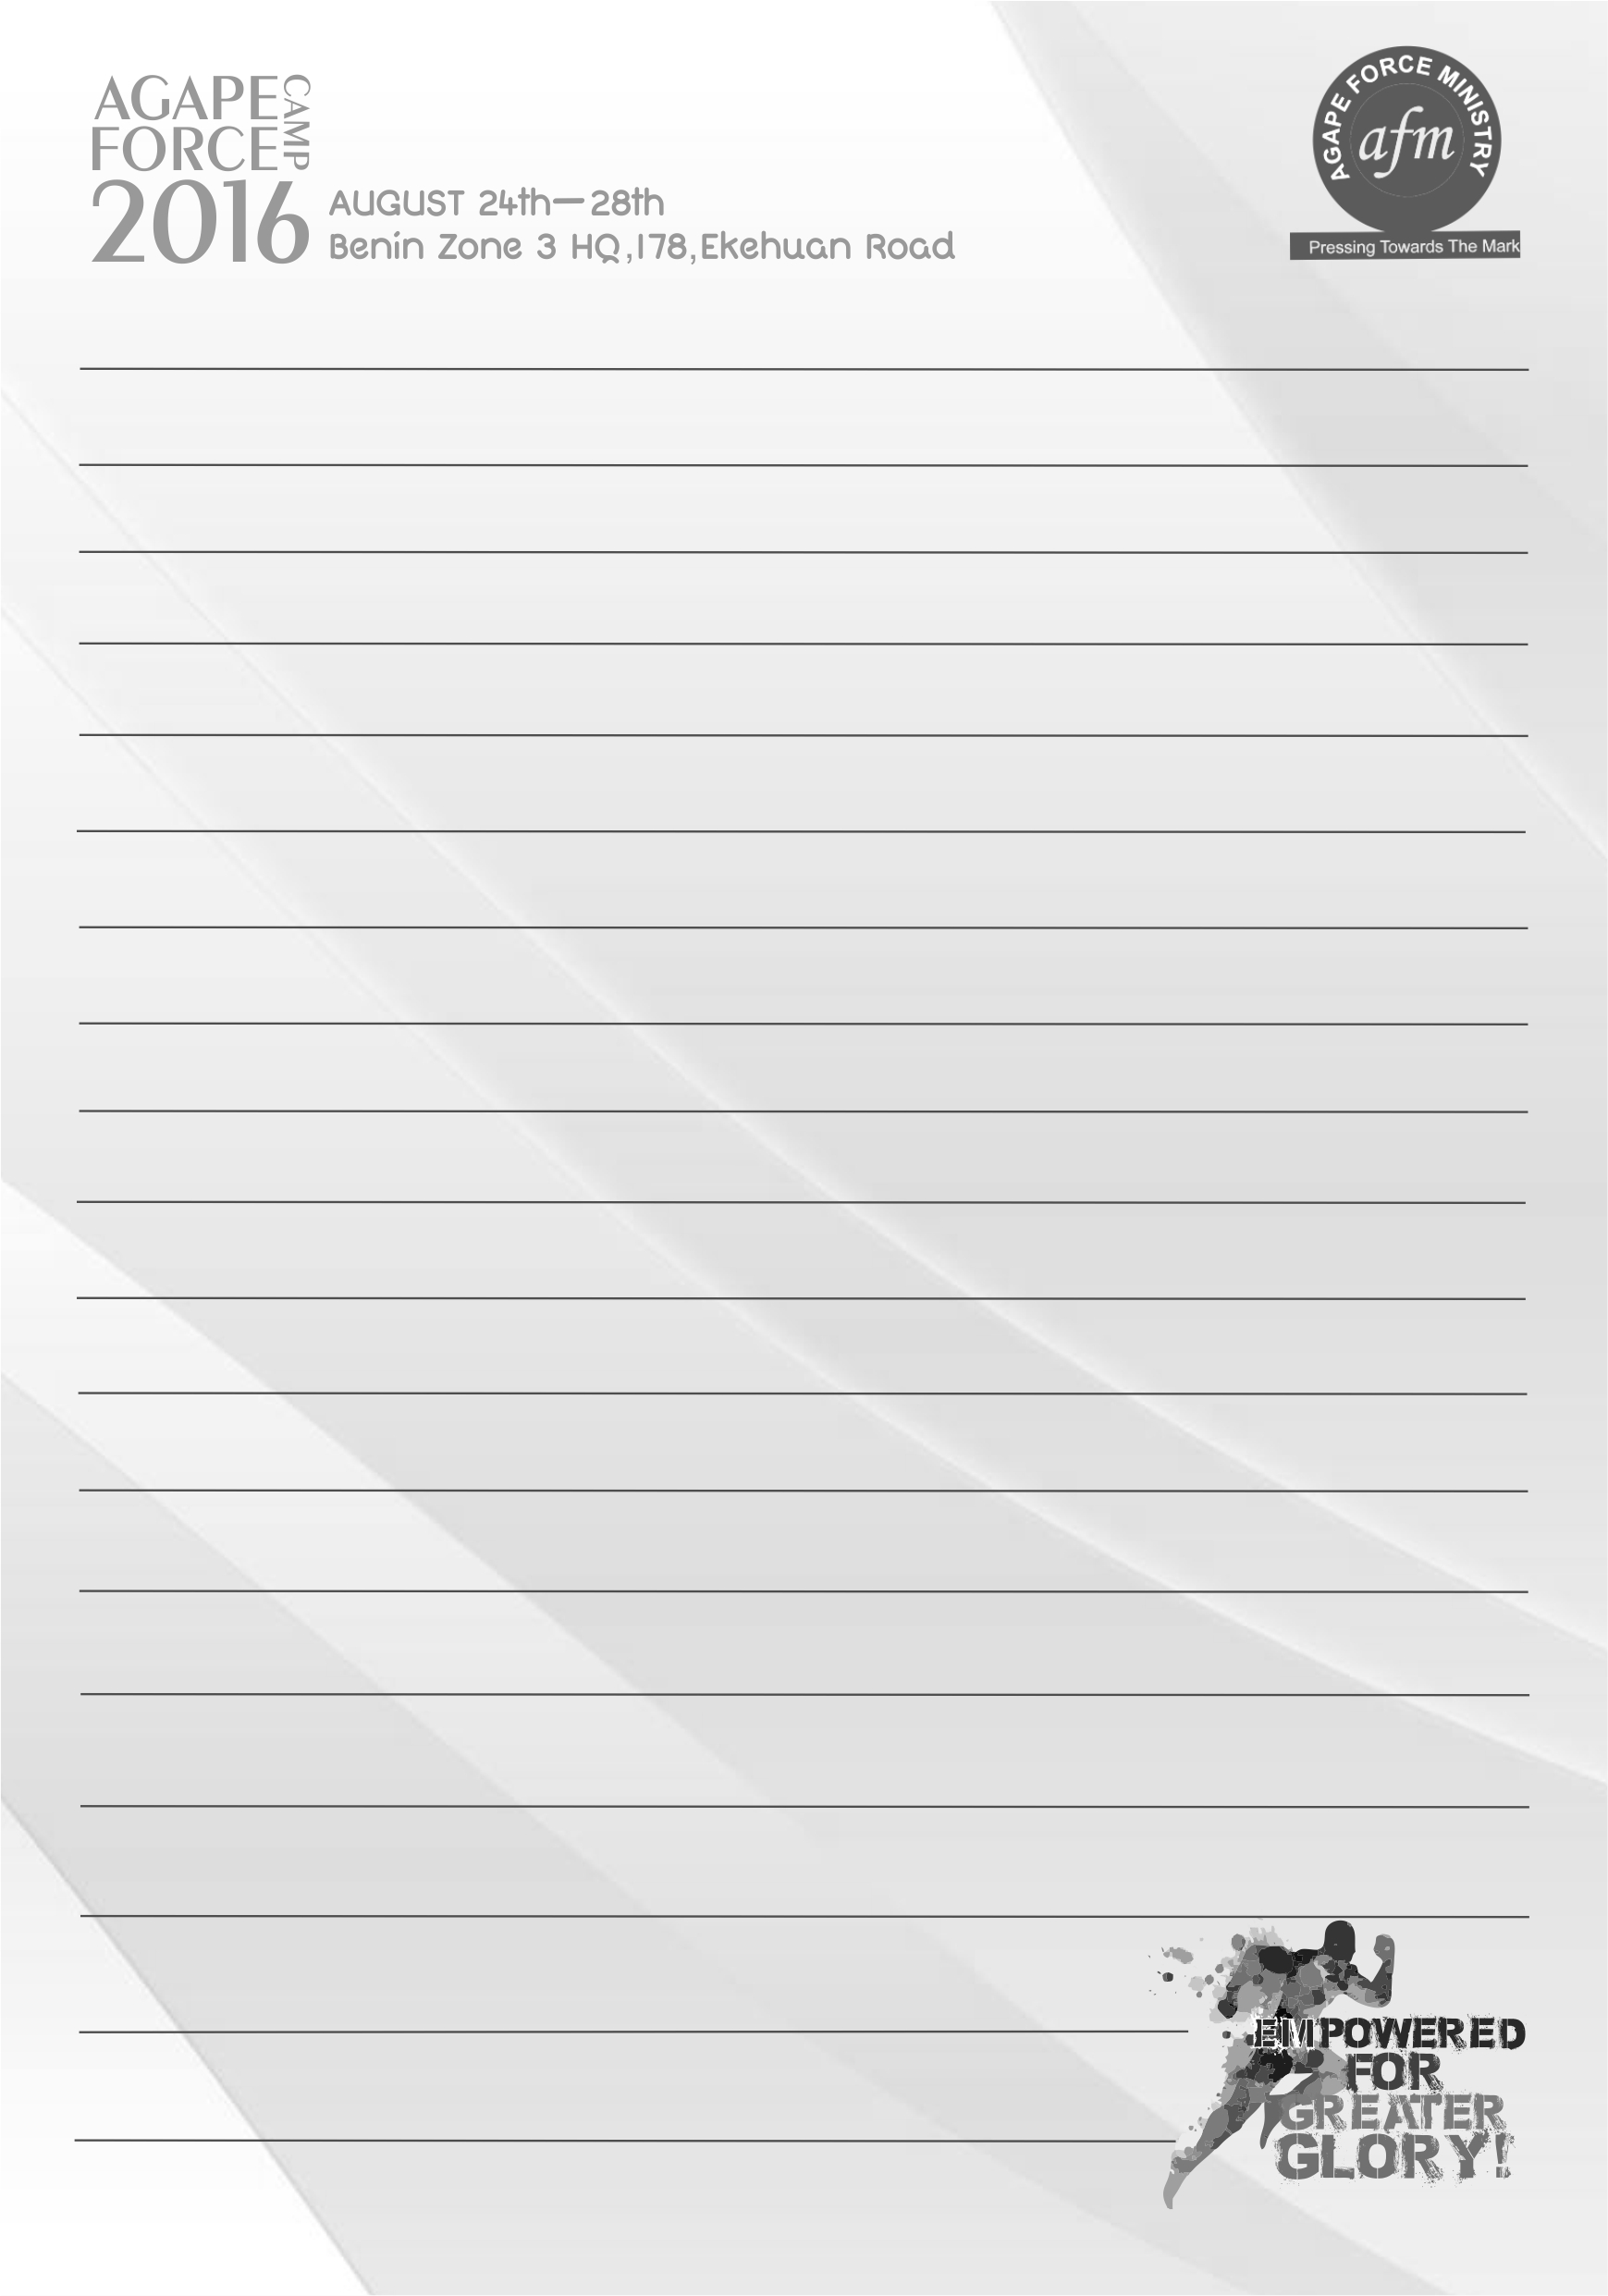 AGAPE
FORCE
CAMP
2016
AUGUST 24th—28th
Benin Zone 3 HQ,178,Ekehuan Road
AGAPE FORCE MINISTRY
afm
Pressing Towards The Mark
EMPOWERED
FOR
GREATER
GLORY!